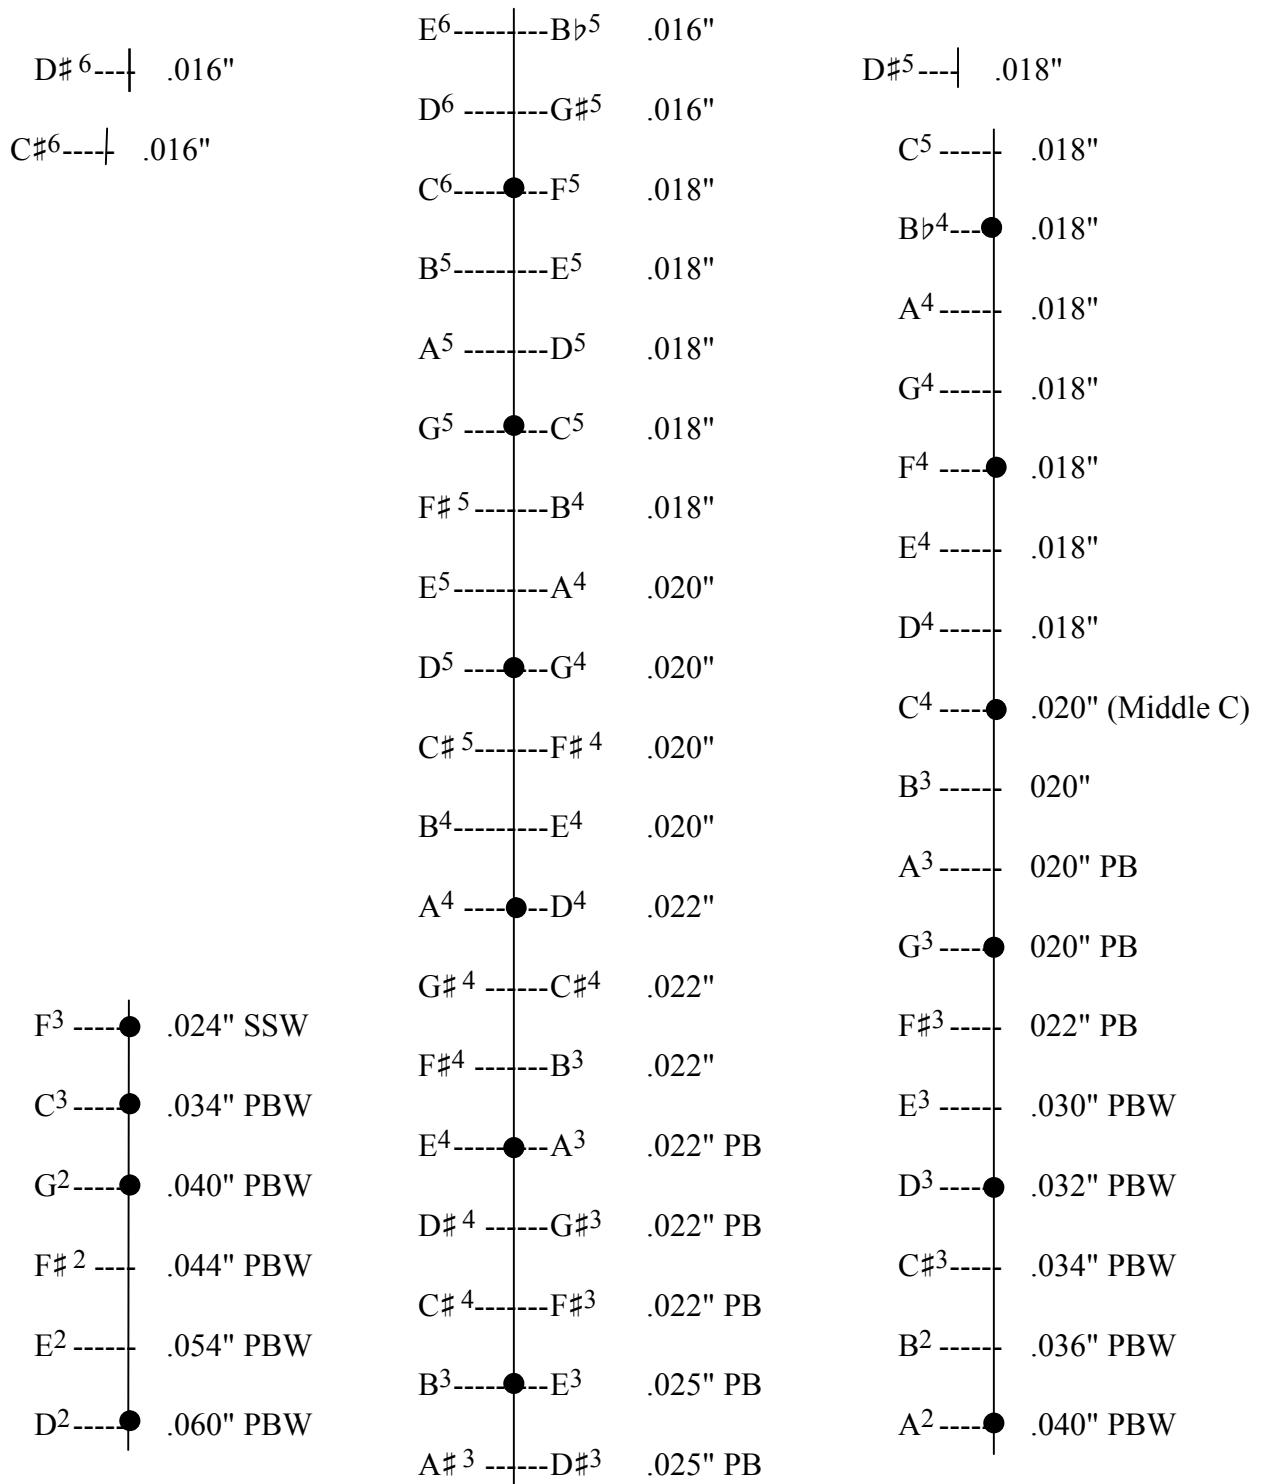 D♯6---- .016"
C♯6---- .016"
F3 ----- .024" SSW
C3 ----- .034" PBW
G2 ----- .040" PBW
F♯2 ---- .044" PBW
E2 ------ .054" PBW
D2 ----- .060" PBW
E6---------B♭5 .016"
D6 --------G♯5 .016"
C6---------F5 .018"
B5---------E5 .018"
A5 --------D5 .018"
G5 --------C5 .018"
F♯5-------B4 .018"
E5---------A4 .020"
D5 --------G4 .020"
C♯5-------F♯4 .020"
B4---------E4 .020"
A4 --------D4 .022"
G♯4 ------C♯4 .022"
F♯4 -------B3 .022"
E4---------A3 .022" PB
D♯4 ------G♯3 .022" PB
C♯4-------F♯3 .022" PB
B3---------E3 .025" PB
A♯3 ------D♯3 .025" PB
D♯5---- .018"
C5 ------ .018"
B♭4---- .018"
A4 ------ .018"
G4 ------ .018"
F4 ----- .018"
E4 ------ .018"
D4 ------ .018"
C4 ----- .020" (Middle C)
B3 ------ 020"
A3 ------ 020" PB
G3 ----- 020" PB
F♯3----- 022" PB
E3 ------ .030" PBW
D3 ----- .032" PBW
C♯3----- .034" PBW
B2 ------ .036" PBW
A2 ----- .040" PBW